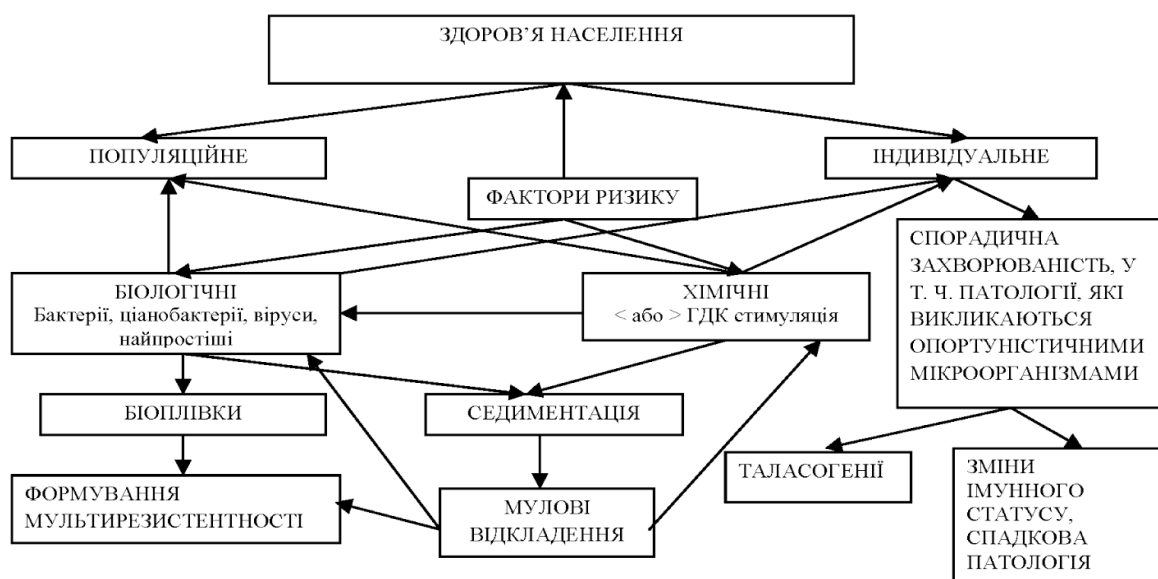 ЗДОРОВ’Я НАСЕЛЕННЯ
ПОПУЛЯЦІЙНЕ
ІНДИВІДУАЛЬНЕ
ФАКТОРИ РИЗИКУ
БІОЛОГІЧНІ
Бактерії, ціанобактерії, віруси,
найпростіші
ХІМІЧНІ
< або > ГДК стимуляція
СПОРАДИЧНА
ЗАХВОРЮВАНІСТЬ, У
Т. Ч. ПАТОЛОГІЇ, ЯКІ
ВИКЛИКАЮТЬСЯ
ОПОРТУНІСТИЧНИМИ
МІКРООРГАНІЗМАМИ
БІОПЛІВКИ
СЕДИМЕНТАЦІЯ
ТАЛАСОГЕНІЇ
ЗМІНИ
ІМУННОГО
СТАТУСУ,
СПАДКОВА
ПАТОЛОГІЯ
ФОРМУВАННЯ
МУЛЬТИРЕЗИСТЕНТНОСТІ
МУЛОВІ
ВІДКЛАДЕННЯ